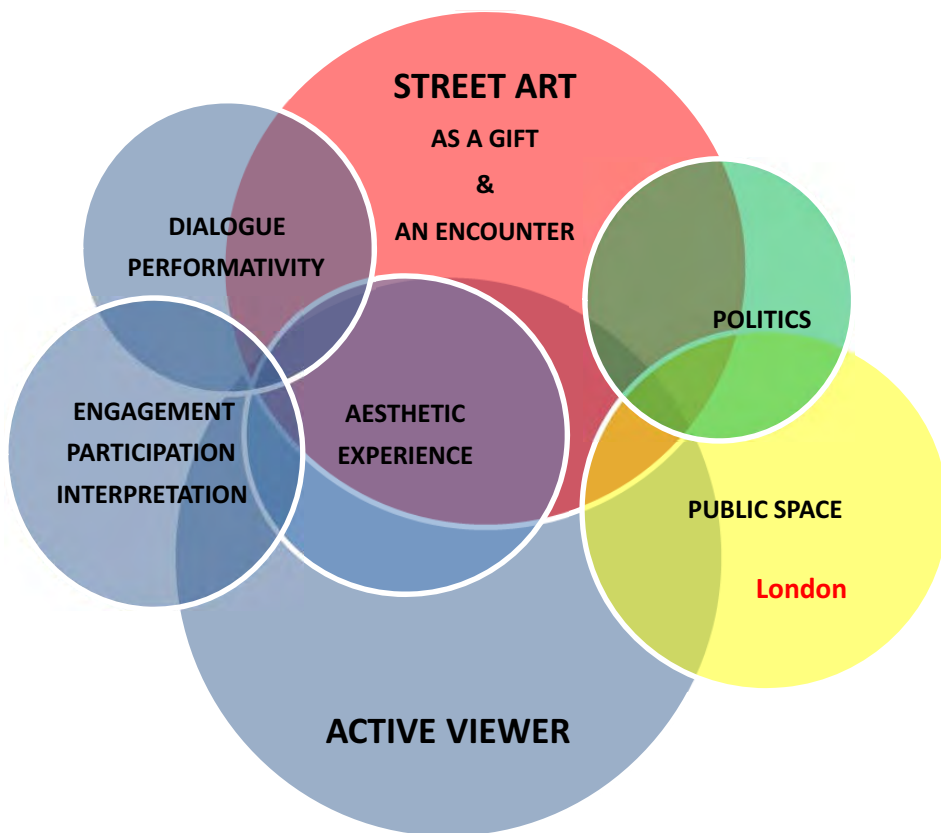 STREET ART
AS A GIFT
&
AN ENCOUNTER
DIALOGUE
PERFORMATIVITY
POLITICS
ENGAGEMENT
PARTICIPATION
INTERPRETATION
AESTHETIC
EXPERIENCE
PUBLIC SPACE
London
ACTIVE VIEWER